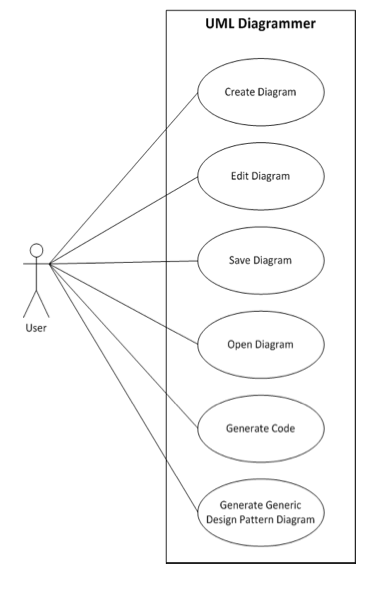 UML Diagrammer
Create Diagram
Edit Diagram
Save Diagram
User
Open Diagram
Generate Code
Generate Generic
Design Pattern Diagram